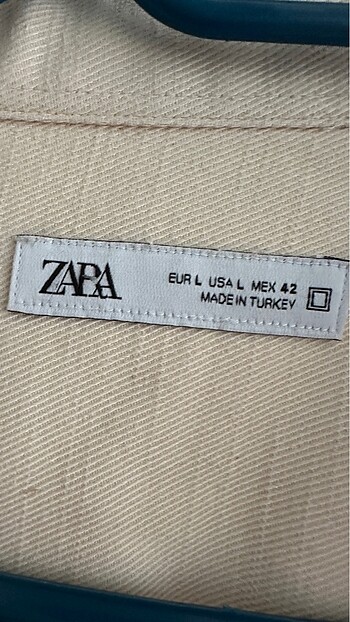 ZARA
EUR L USA L MEX 42
MADE IN TURKEY